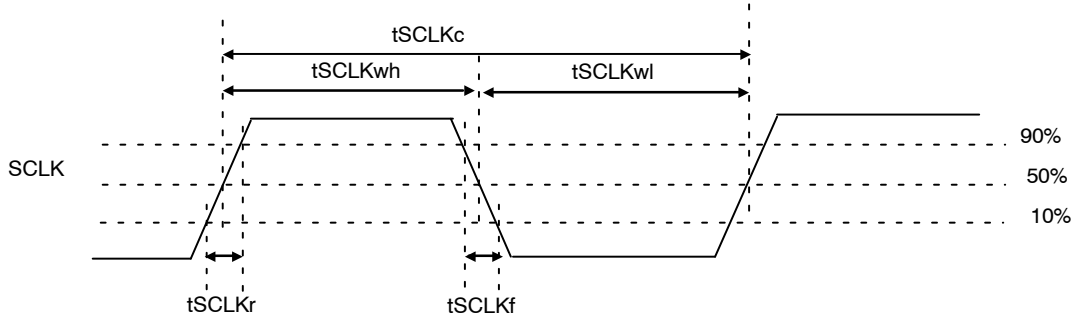 tSCLKc
tSCLKwh
tSCLKwl
90%
SCLK
50%
10%
tSCLKr
tSCLKf